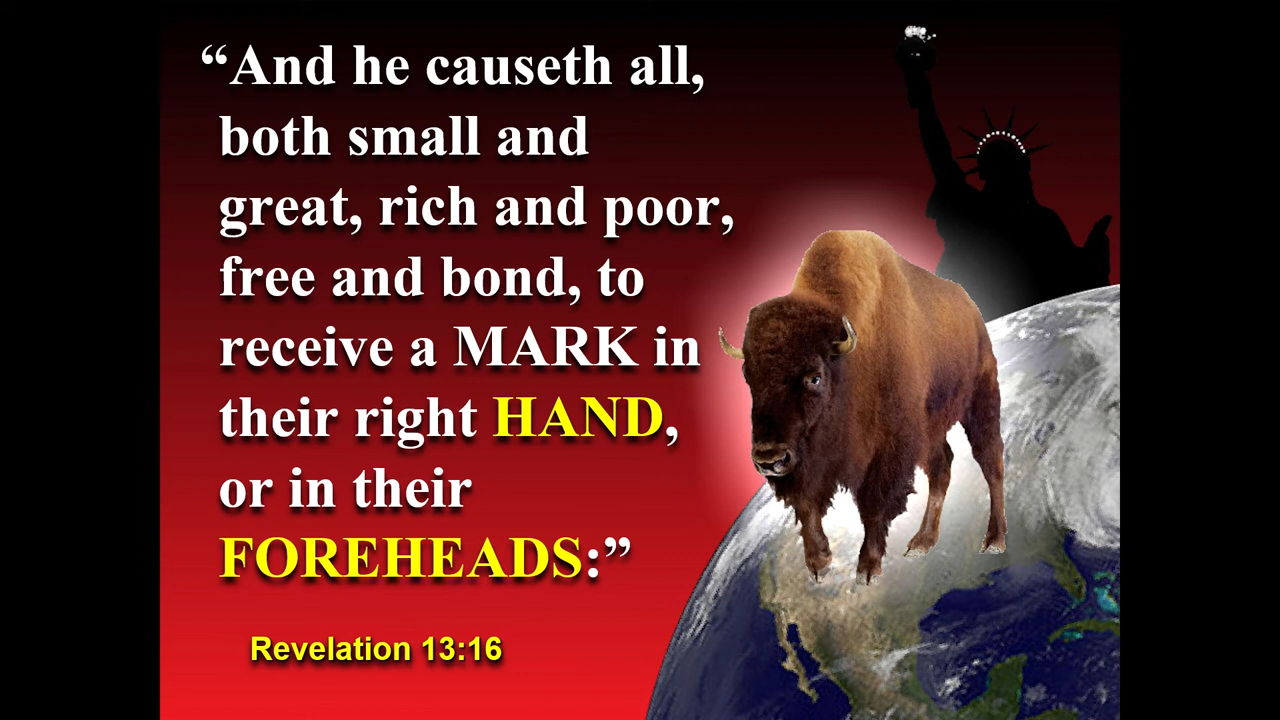 “And he causeth all,
both small and
great, rich and poor,
free and bond, to
receive a MARK in
their right HAND,
or in their
FOREHEADS:”
Revelation 13:16